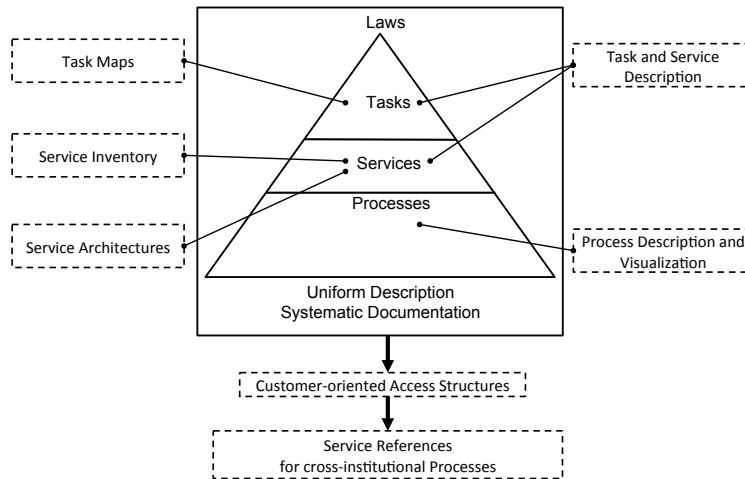 Laws
Task Maps
Tasks
Task and Service
Description
Service Inventory
Services
Processes
Service Architectures
Process Description and
Visualization
Uniform Description
Systematic Documentation
Customer-oriented Access Structures
Service References
for cross-institutional Processes